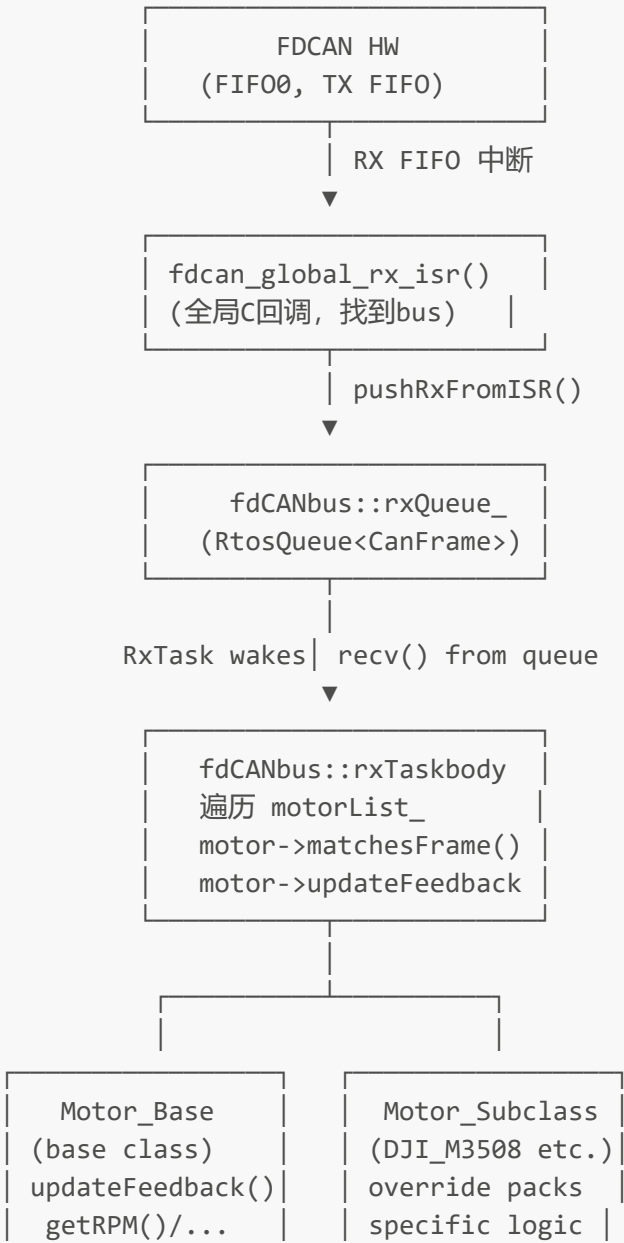 FDCAN HW
(FIFO0, TX FIFO)
RX FIFO 中断
fdcan_global_rx_isr()
(全局C回调，找到bus)
pushRxFromISR()
fdCANbus::rxQueue_
(RtosQueue<CanFrame>)
RxTask wakes│ recv() from queue
fdCANbus::rxTaskbody
遍历 motorList_
motor->matchesFrame()
motor->updateFeedback
Motor_Base
(base class)
updateFeedback()
getRPM()/...
Motor_Subclass
(DJI_M3508 etc.)
override packs
specific logic